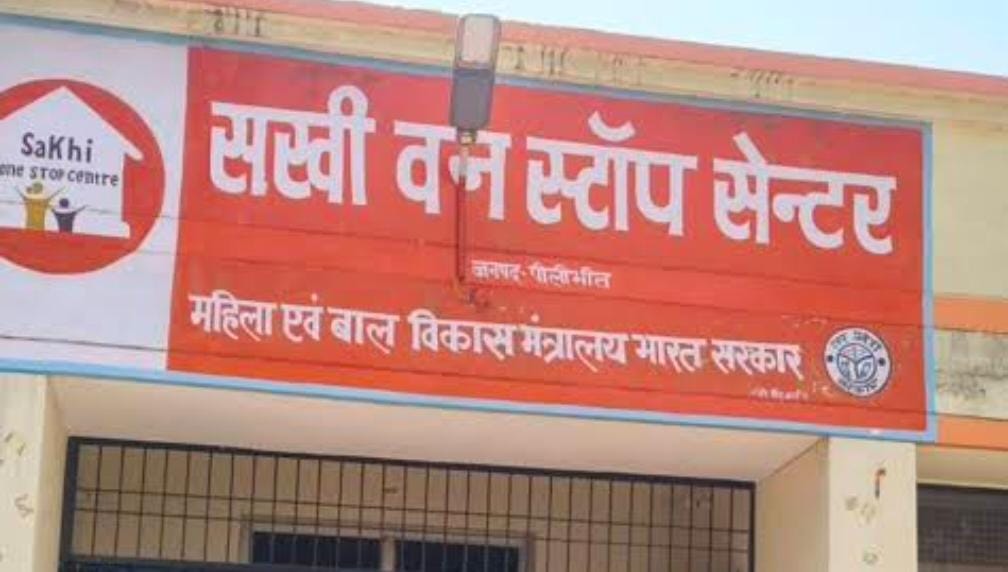 SaKhi
one STOP centre
सखी वन स्टॉप सेन्टर
जनपद-पीलीभीत
महिला एवं बाल विकास मंत्रालय भारत सरकार